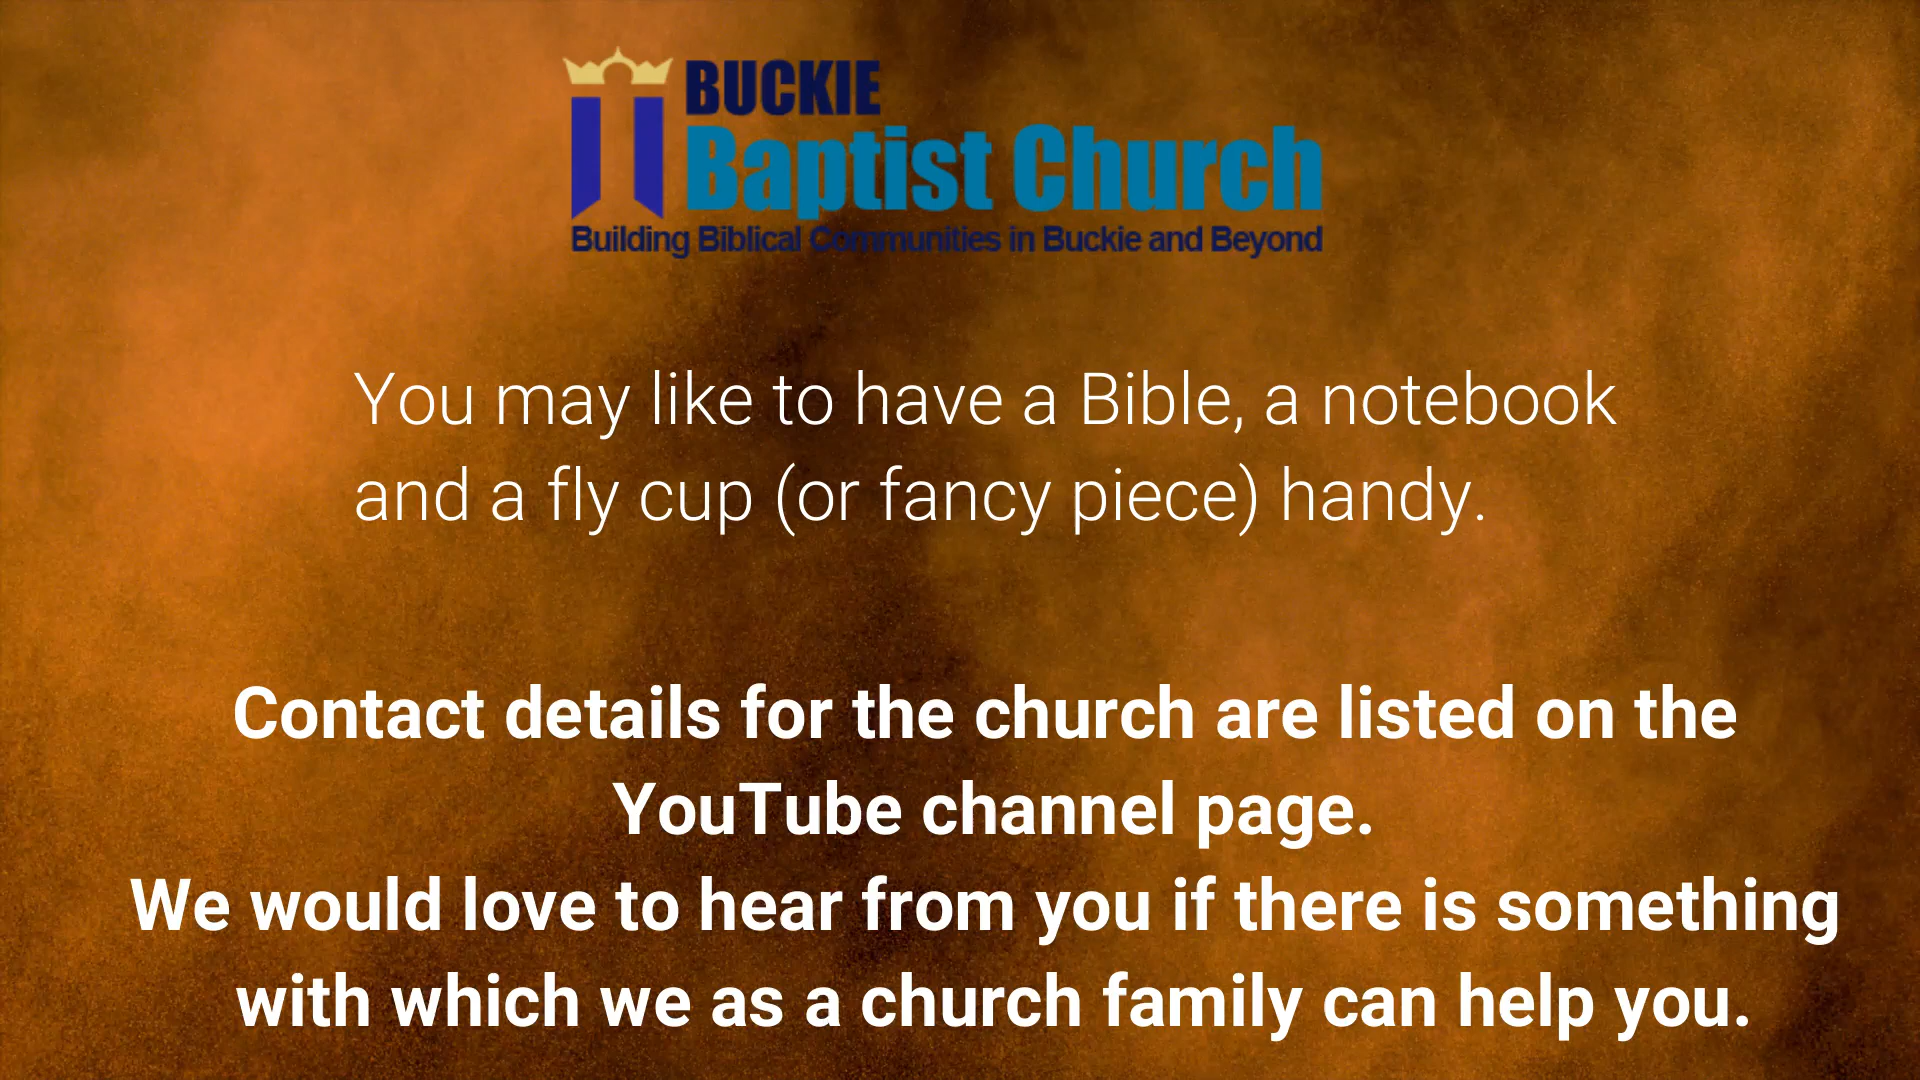 BUCKIE
Baptist Church
Building Biblical Communities in Buckie and Beyond
You may like to have a Bible, a notebook
and a fly cup (or fancy piece) handy.
Contact details for the church are listed on the
YouTube channel page.
We would love to hear from you if there is something
with which we as a church family can help you.